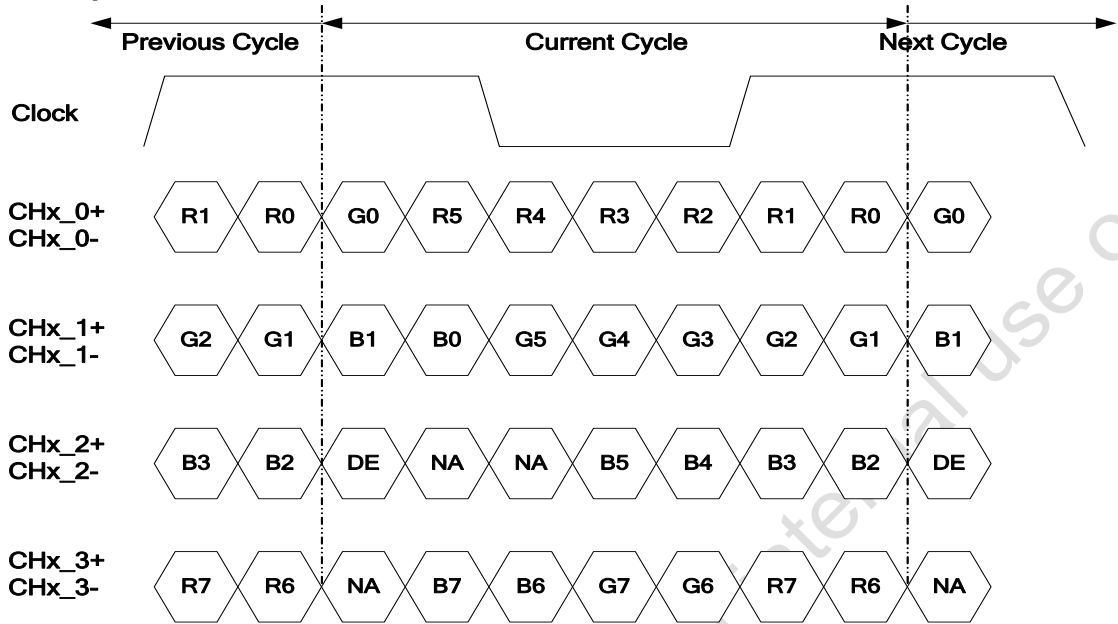 Previous Cycle Current Cycle Next Cycle
Clock
CHx_0+
CHx_0-
R1 R0 G0 R5 R4 R3 R2 R1 R0 G0
CHx_1+
CHx_1-
G2 G1 B1 B0 G5 G4 G3 G2 G1 B1
CHx_2+
CHx_2-
B3 B2 DE NA NA B5 B4 B3 B2 DE
CHx_3+
CHx_3-
R7 R6 NA B7 B6 G7 G6 R7 R6 NA
use